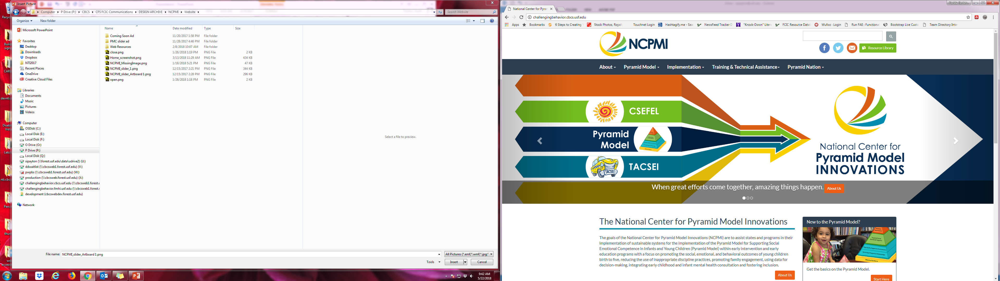 Insert Picture
Computer
P Drive (P:)
CBCS
CFS FCIC Communications
DESIGN ARCHIVE
NCPMI
Website
Search Website
Organize
New folder
Name
Date modified
Type
Size
Microsoft PowerPoint
Favorites
Desktop
Downloads
Dropbox
NTI2017
Recent Places
OneDrive
Creative Cloud Files
Libraries
Documents
Music
Pictures
Videos
Computer
OSDisk (C:)
Local Disk (E:)
Local Disk (F:)
O Drive (O:)
P Drive (P:)
Local Disk (Q:)
sipayton (\\forest.usf.edu\data\udrive2) (U:)
ddwaitlist (\\cbcsweb1.forest.usf.edu) (V:)
pwpbs (\\cbcsweb1.forest.usf.edu) (W:)
production (\\cbcsweb.forest.usf.edu) (X:)
challengingbehavior.cbcs.usf.edu (\\cbcsweb1.forest.
challengingbehavior.fmhi.usf.edu (\\cbcsweb1.forest.
development (cbcswebdev.forest.usf.edu)
Network
Coming Soon Ad 11/20/2017 1:58 PM File folder
PMC slider ad 11/28/2017 4:46 PM File folder
Web Resources 2/8/2018 10:07 AM File folder
close.png 1/26/2018 1:19 PM PNG File 2 KB
Home_screenshot.png 3/13/2018 11:29 AM PNG File 434 KB
NCPMI_MissingImage.png 1/18/2018 5:21 PM PNG File 47 KB
NCPMI_slider_1.png 12/15/2017 2:21 PM PNG File 344 KB
NCPMI_slider_Artboard 1.png 12/15/2017 2:28 PM PNG File 296 KB
open.png 1/26/2018 1:18 PM PNG File 2 KB
Select a file to preview.
File name: NCPMI_slider_Artboard 1.png
All Pictures (*.emf;*.wmf;*.jpg;*
Tools
Insert
Cancel
9:42 AM
5/22/2018
National Center for Pyra
Florida Center...
challengingbehavior.cbcs.usf.edu
Apps
Bookmarks
6 Steps to Creating
Stock Photos, Royalt
Touchnet Login
Hashtagify.me - Sea
NewsFeed Tracker D
"Knock-Down" Litera
FCIC Resource Datab
Wufoo · Login
Run FAE : Functional
Bootstrap Live Custo
Team Directory Inte
NCPMI
Resource Library
About
Pyramid Model
Implementation
Training & Technical Assistance
Pyramid Nation
CSEFEL
Pyramid
Model
TACSEI
TACSEI
National Center for
Pyramid Model
INNOVATIONS
When great efforts come together, amazing things happen. About Us
The National Center for Pyramid Model Innovations
The goals of the National Center for Pyramid Model Innovations (NCPMI) are to assist states and programs in their
implementation of sustainable systems for the implementation of the Pyramid Model for Supporting Social
Emotional Competence in Infants and Young Children (Pyramid Model) within early intervention and early
education programs with a focus on promoting the social, emotional, and behavioral outcomes of young children
birth to five, reducing the use of inappropriate discipline practices, promoting family engagement, using data for
decision-making, integrating early childhood and infant mental health consultation and fostering inclusion.
About Us
New to the Pyramid Model?
Get the basics on the Pyramid Model.
Start Here